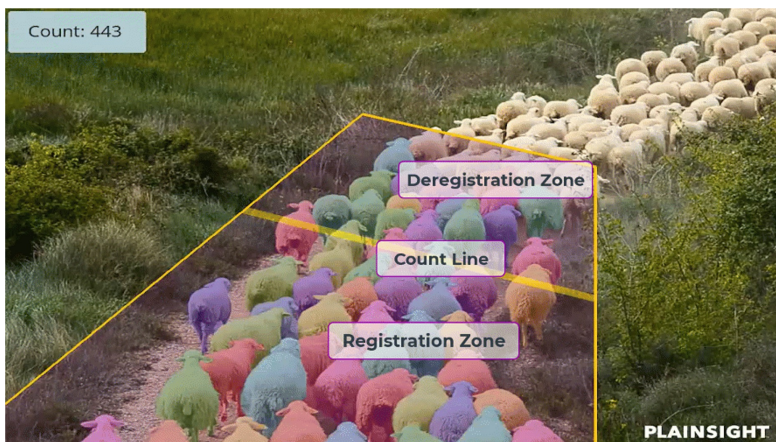 Count: 443
Deregistration Zone
Count Line
Registration Zone
PLAINSIGHT